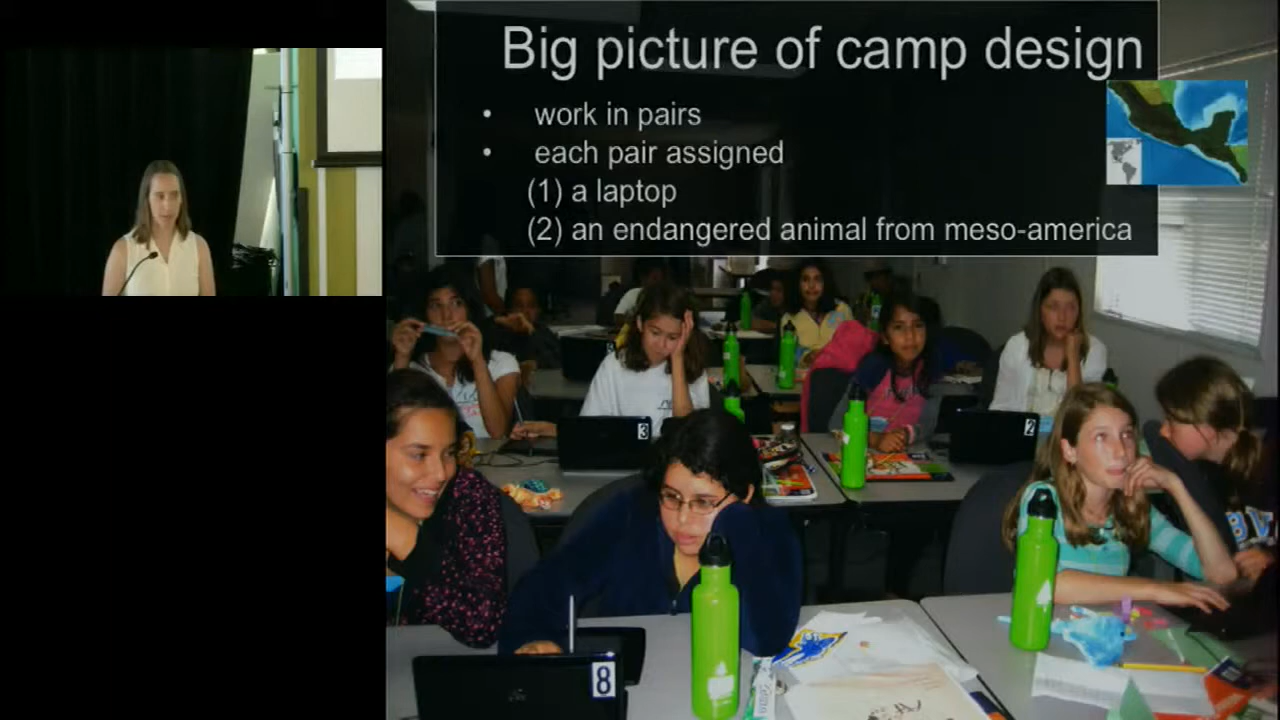 Big picture of camp design
• work in pairs
• each pair assigned
(1) a laptop
(2) an endangered animal from meso-america
3
2
8